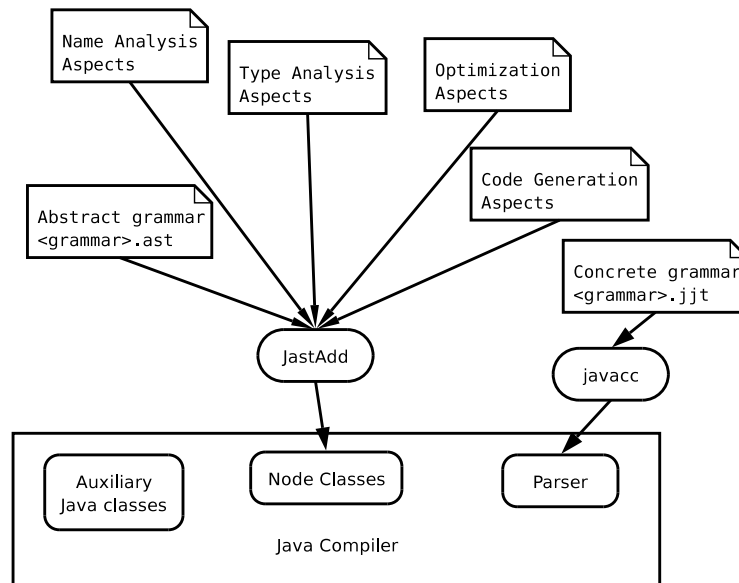 Name Analysis
Aspects
Type Analysis
Aspects
Optimization
Aspects
Code Generation
Aspects
Abstract grammar
<grammar>.ast
Concrete grammar
<grammar>.jjt
JastAdd
javacc
Auxiliary
Java classes
Node Classes
Parser
Java Compiler